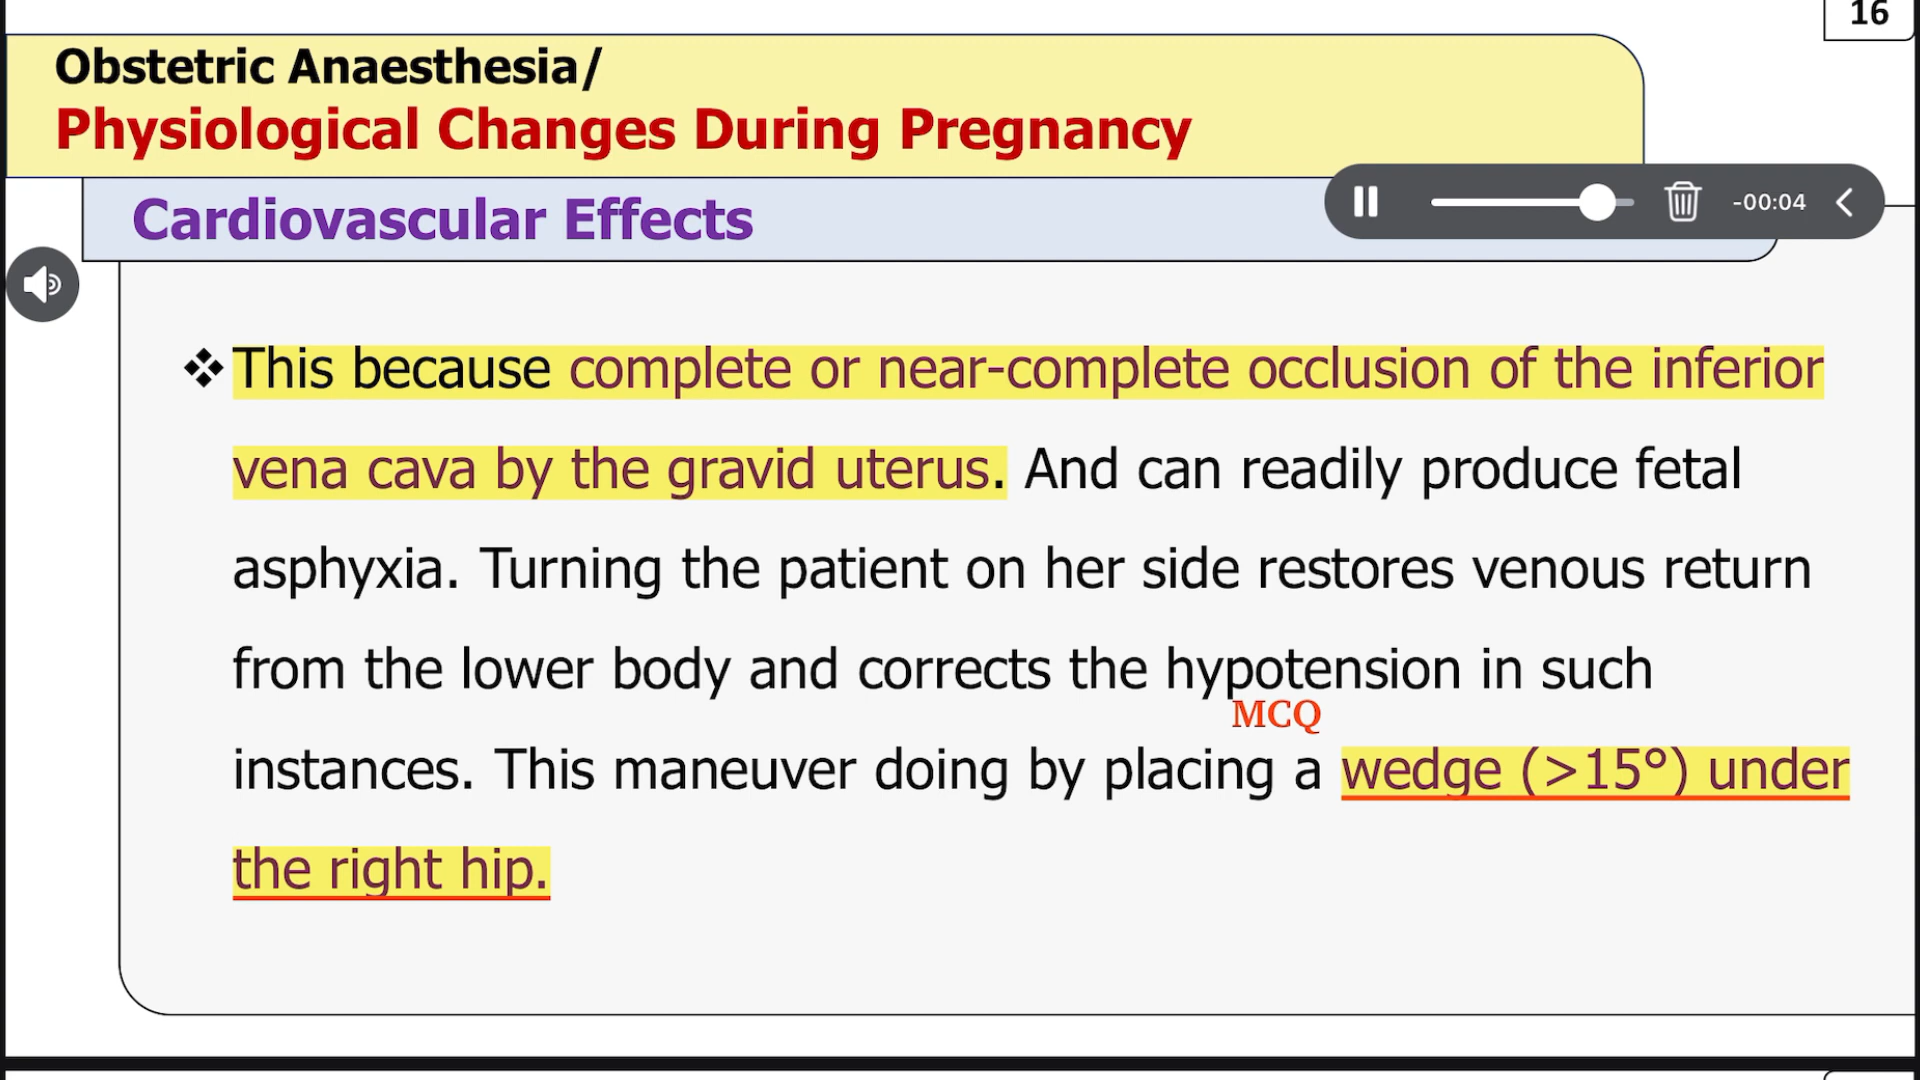 16
Obstetric Anaesthesia/
Physiological Changes During Pregnancy
-00:04
Cardiovascular Effects
❖ This because complete or near-complete occlusion of the inferior
vena cava by the gravid uterus. And can readily produce fetal
asphyxia. Turning the patient on her side restores venous return
from the lower body and corrects the hypotension in such
MCQ
instances. This maneuver doing by placing a wedge (>15°) under
the right hip.